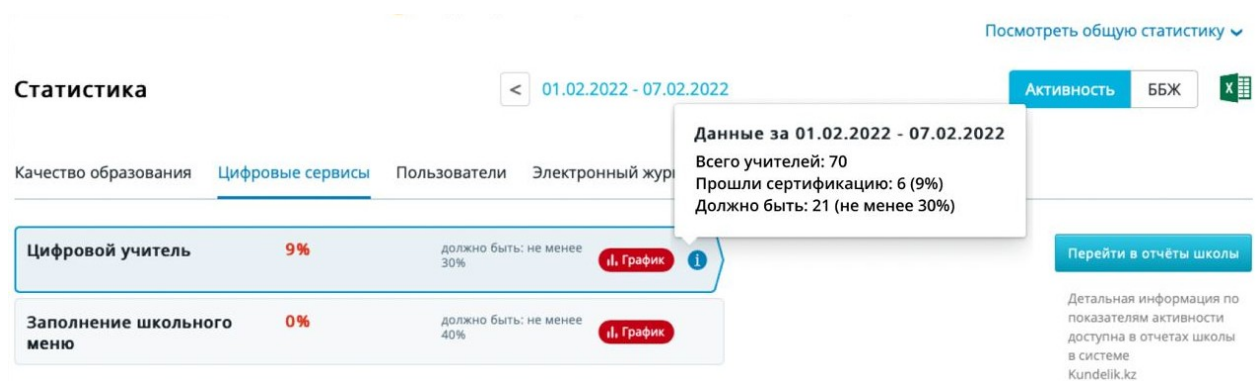 Посмотреть общую статистику
Статистика
< 01.02.2022 - 07.02.2022
Активность ББЖ
Данные за 01.02.2022 - 07.02.2022
Всего учителей: 70
Прошли сертификацию: 6 (9%)
Должно быть: 21 (не менее 30%)
Качество образования Цифровые сервисы Пользователи Электронный
Цифровой учитель 9% должно быть: не менее
30%
График
Перейти в отчёты школы
Заполнение школьного 0% должно быть: не менее
меню 40%
График
Детальная информация по
показателям активности
доступна в отчетах школы
в системе
Kundelik.kz